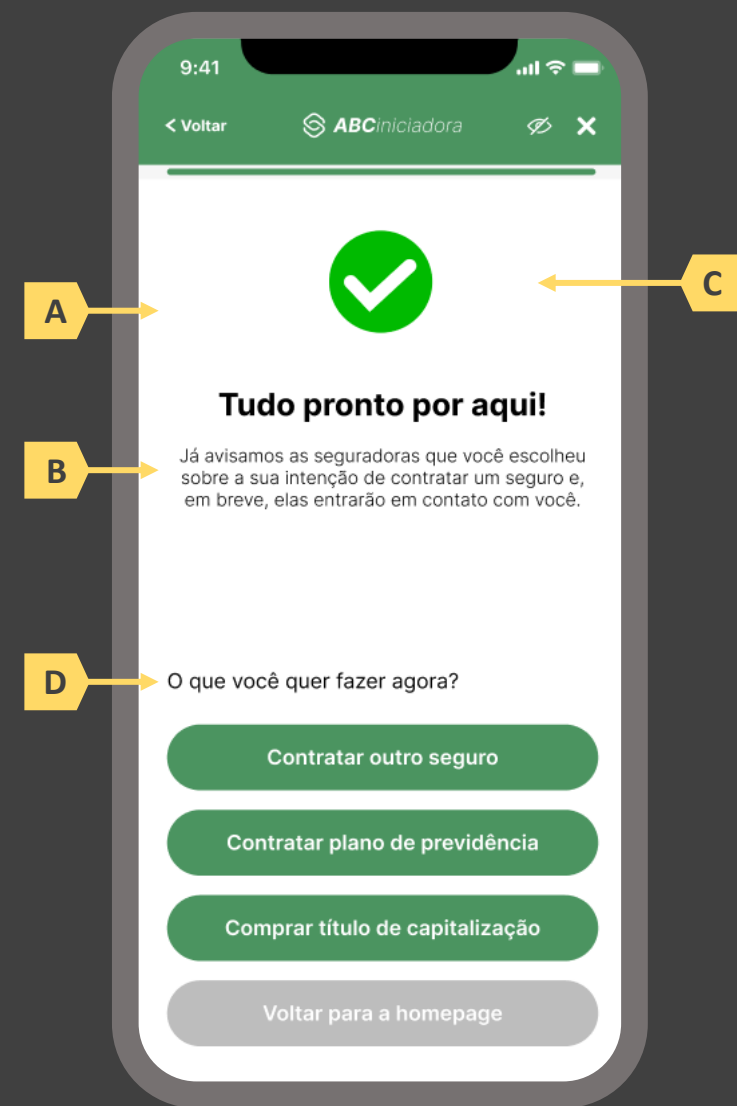 9:41
< Voltar
ABCiniciadora
A
C
Tudo pronto por aqui!
B
Já avisamos as seguradoras que você escolheu
sobre a sua intenção de contratar um seguro e,
em breve, elas entrarão em contato com você.
D
O que você quer fazer agora?
Contratar outro seguro
Contratar plano de previdência
Comprar título de capitalização
Voltar para a homepage